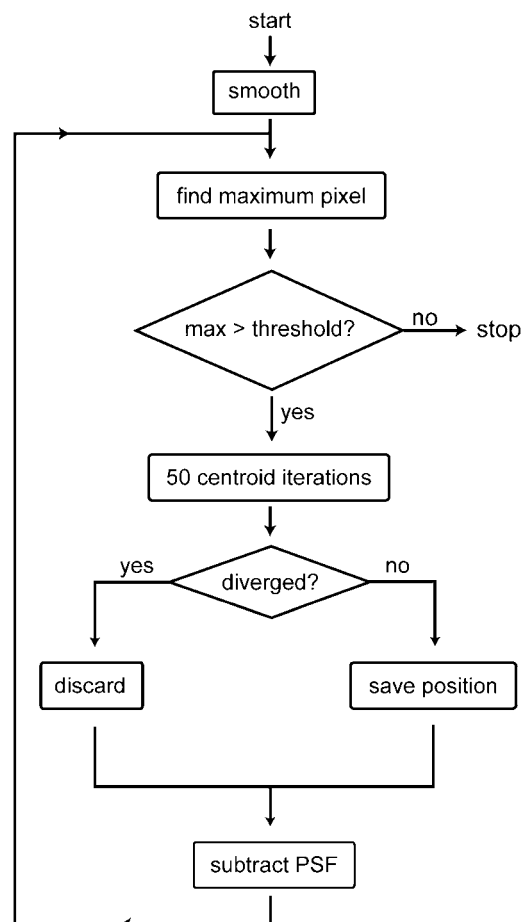 start
smooth
find maximum pixel
max > threshold?
no
stop
yes
50 centroid iterations
yes
diverged?
no
discard
save position
subtract PSF